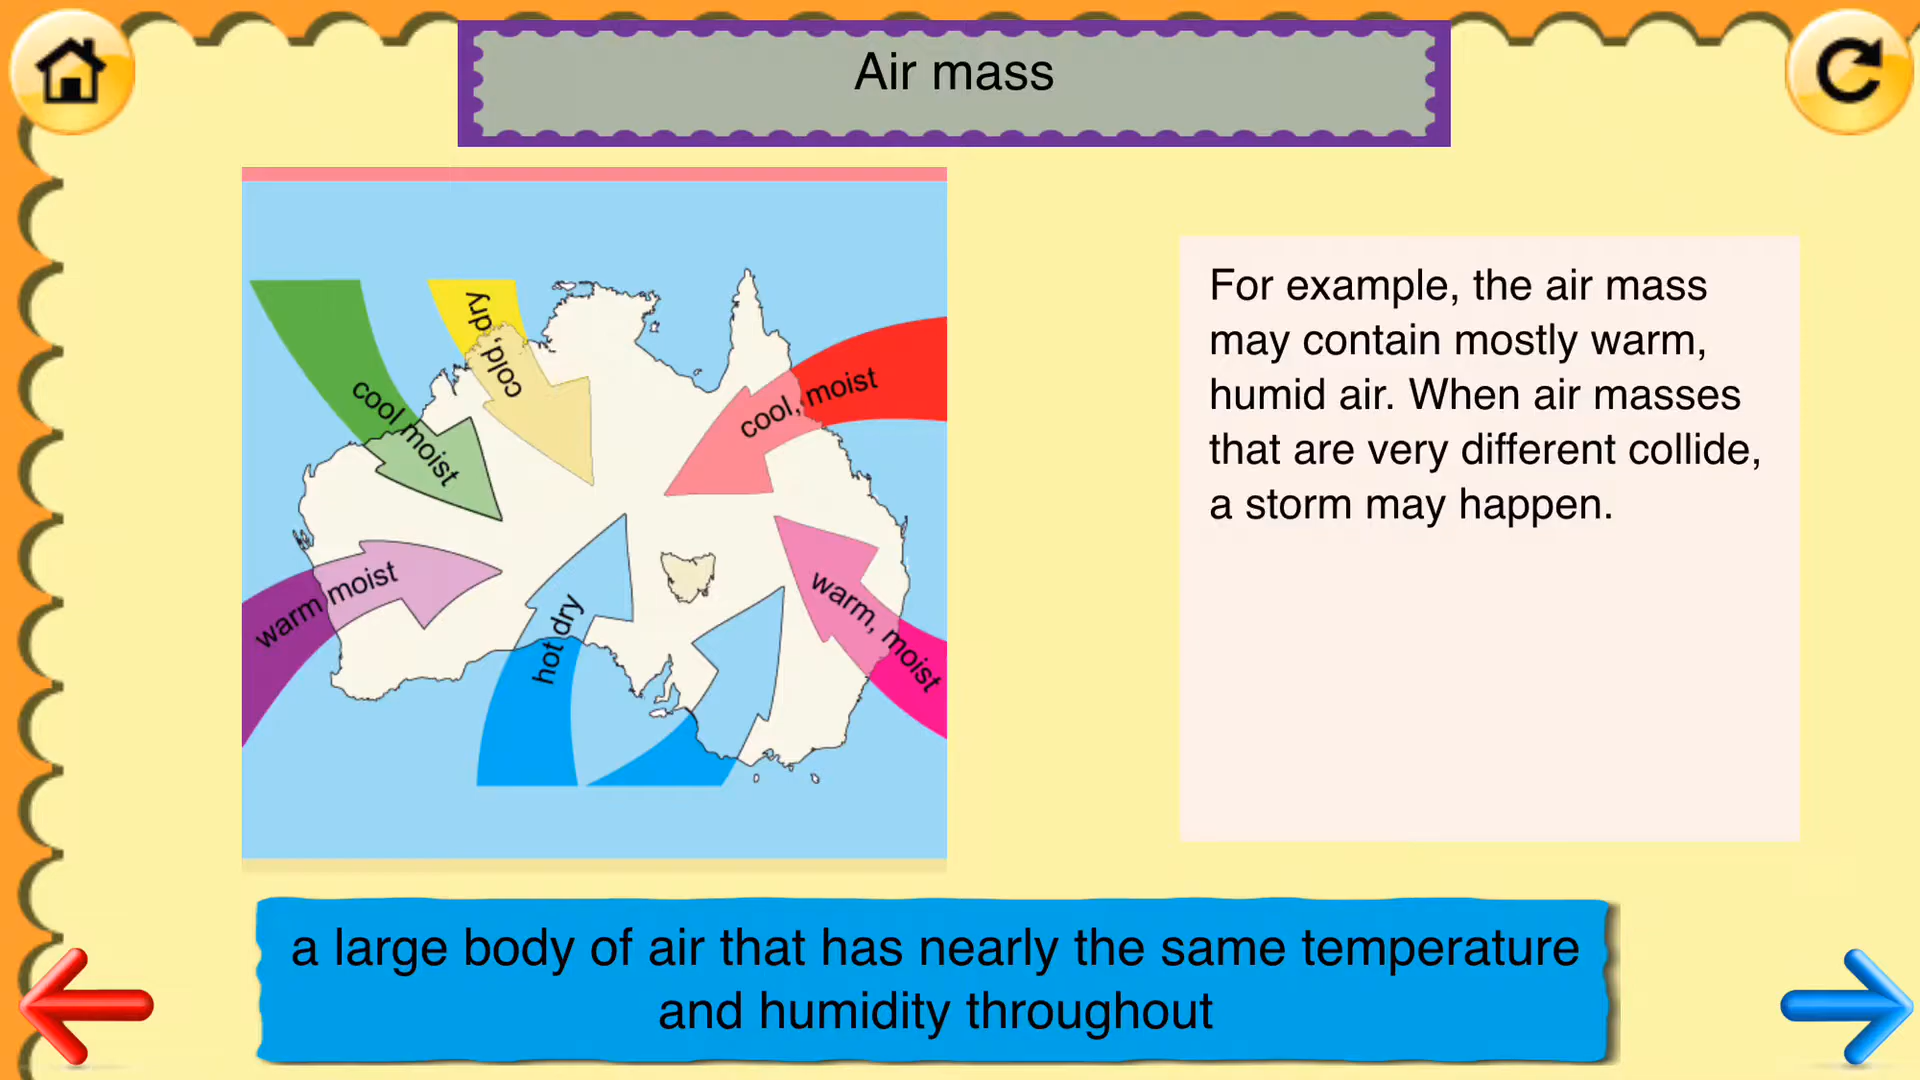 Air mass
cold, dry
cool moist
cool, moist
warm moist
hot dry
warm, moist
For example, the air mass
may contain mostly warm,
humid air. When air masses
that are very different collide,
a storm may happen.
a large body of air that has nearly the same temperature
and humidity throughout